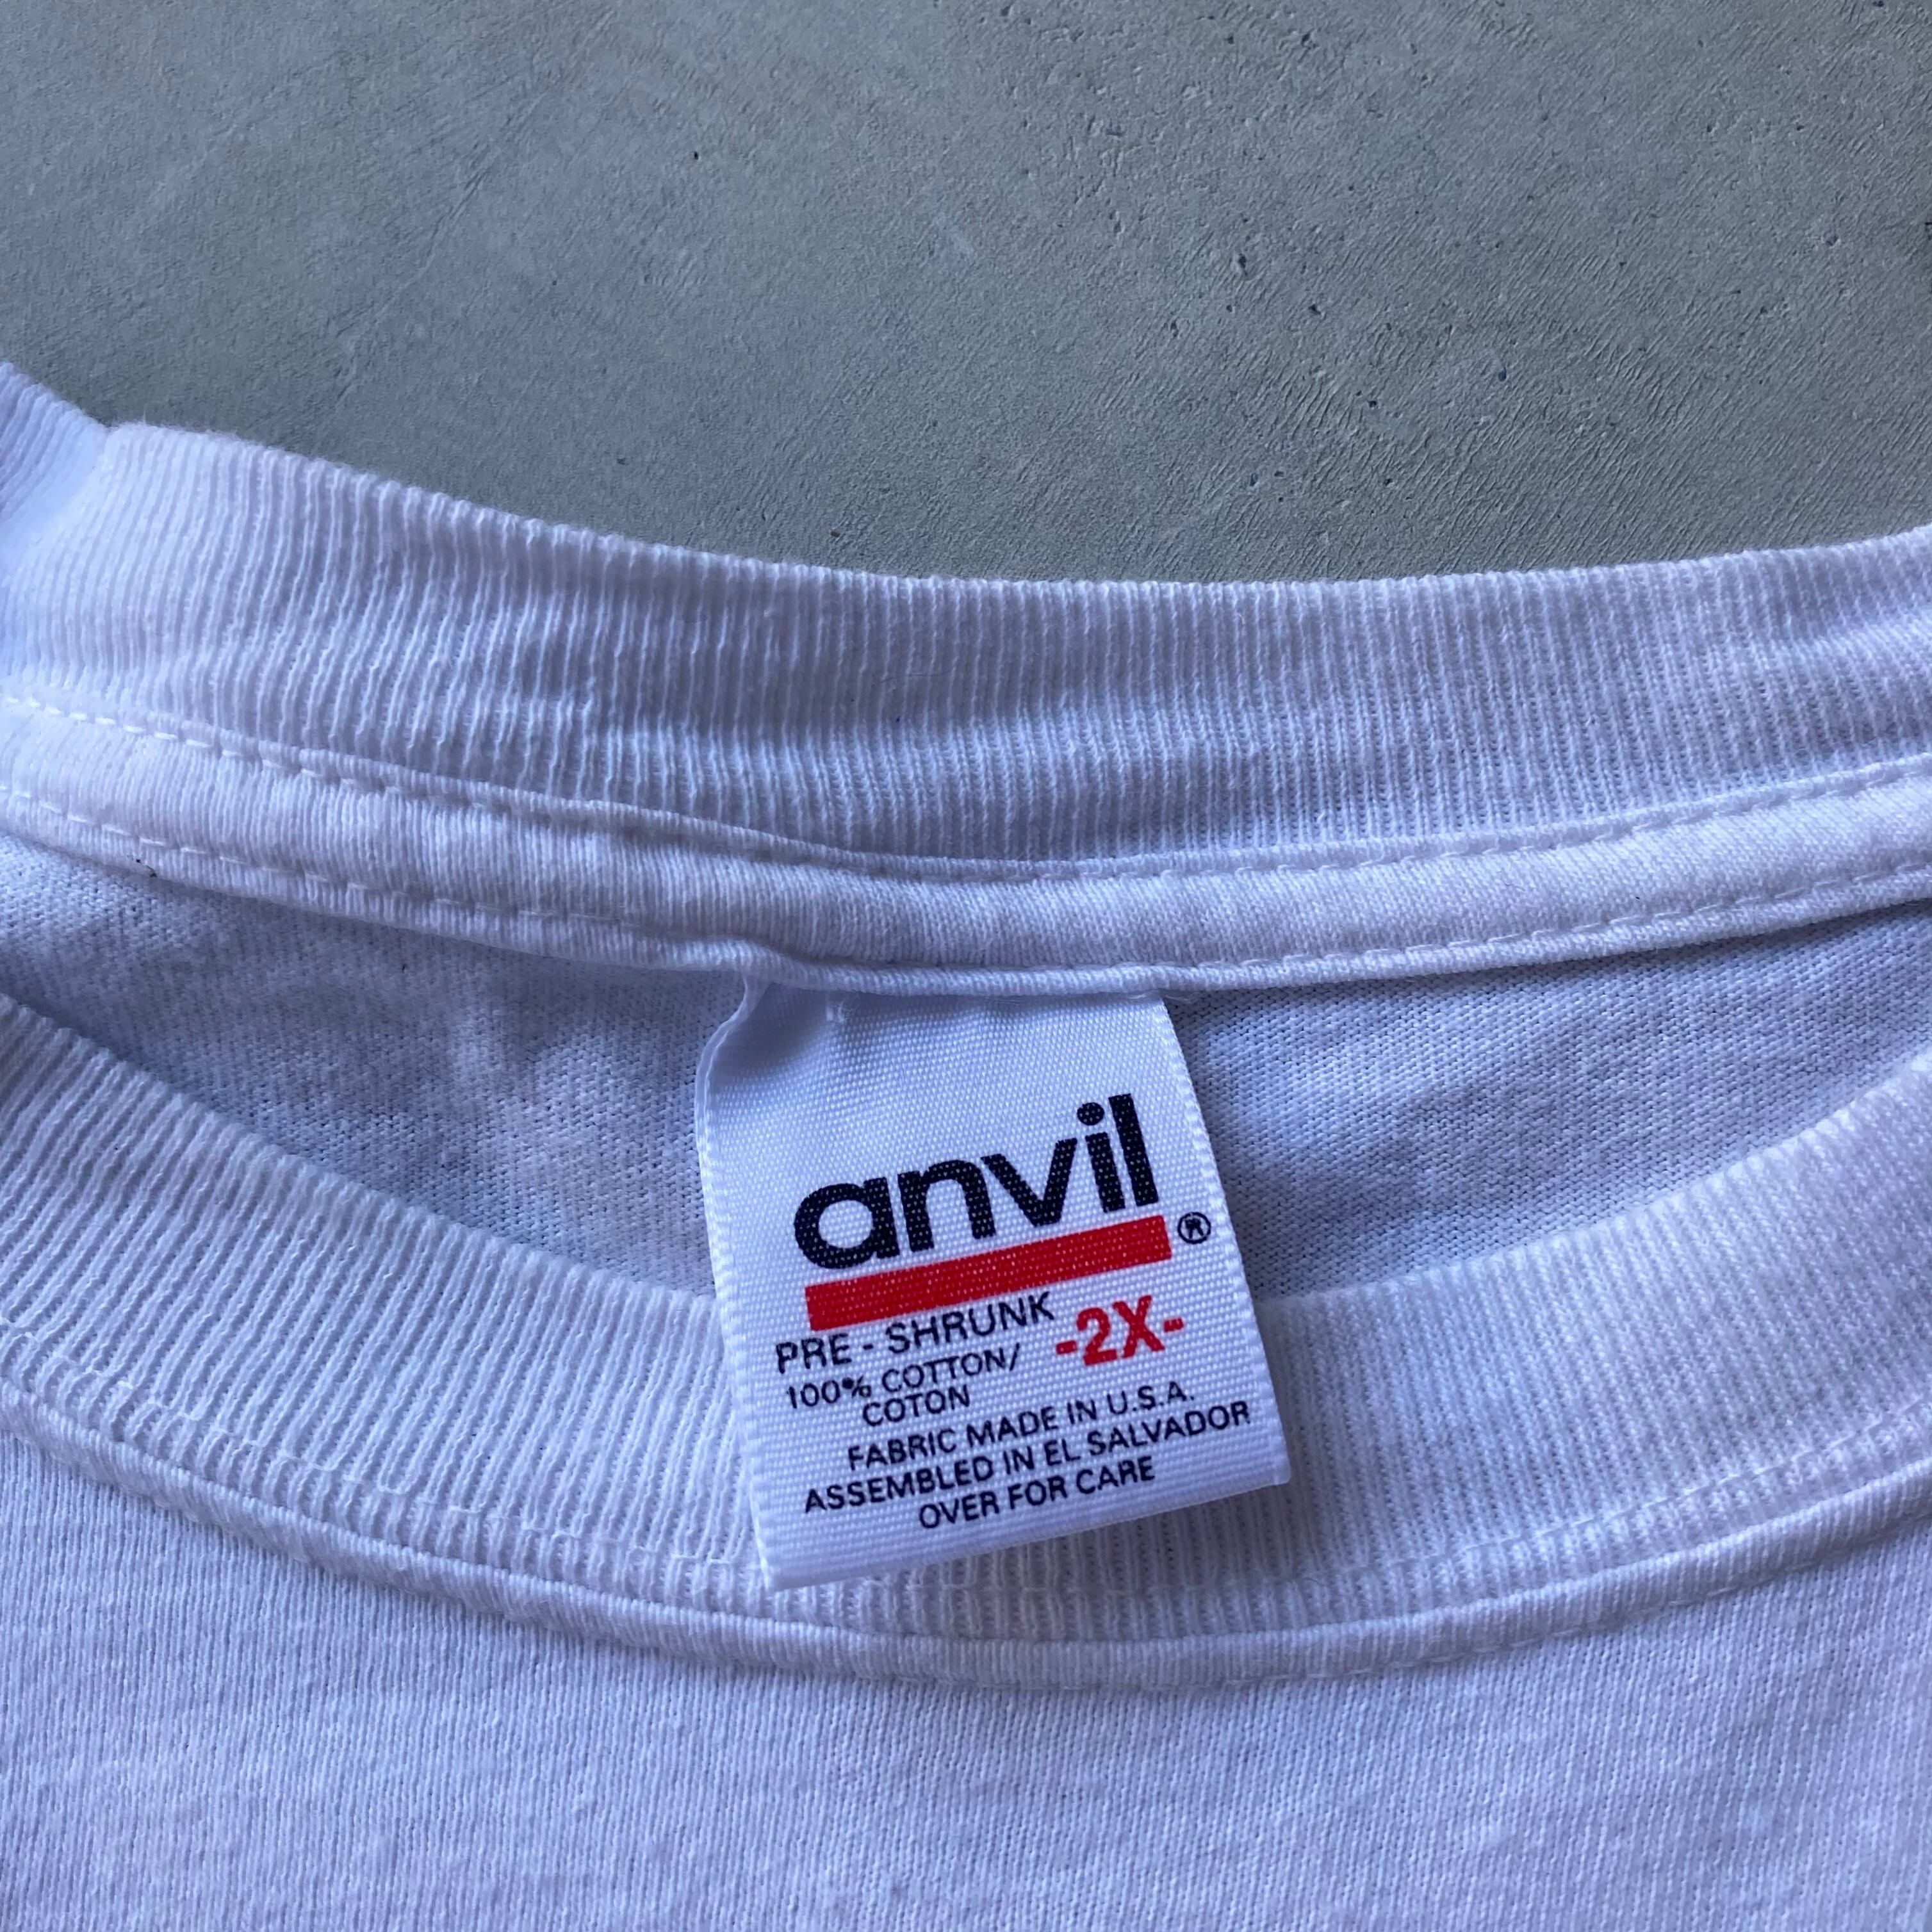 anvil®
PRE-SHRUNK -2X-
100% COTTON/
COTON
FABRIC MADE IN U.S.A.
ASSEMBLED IN EL SALVADOR
OVER FOR CARE